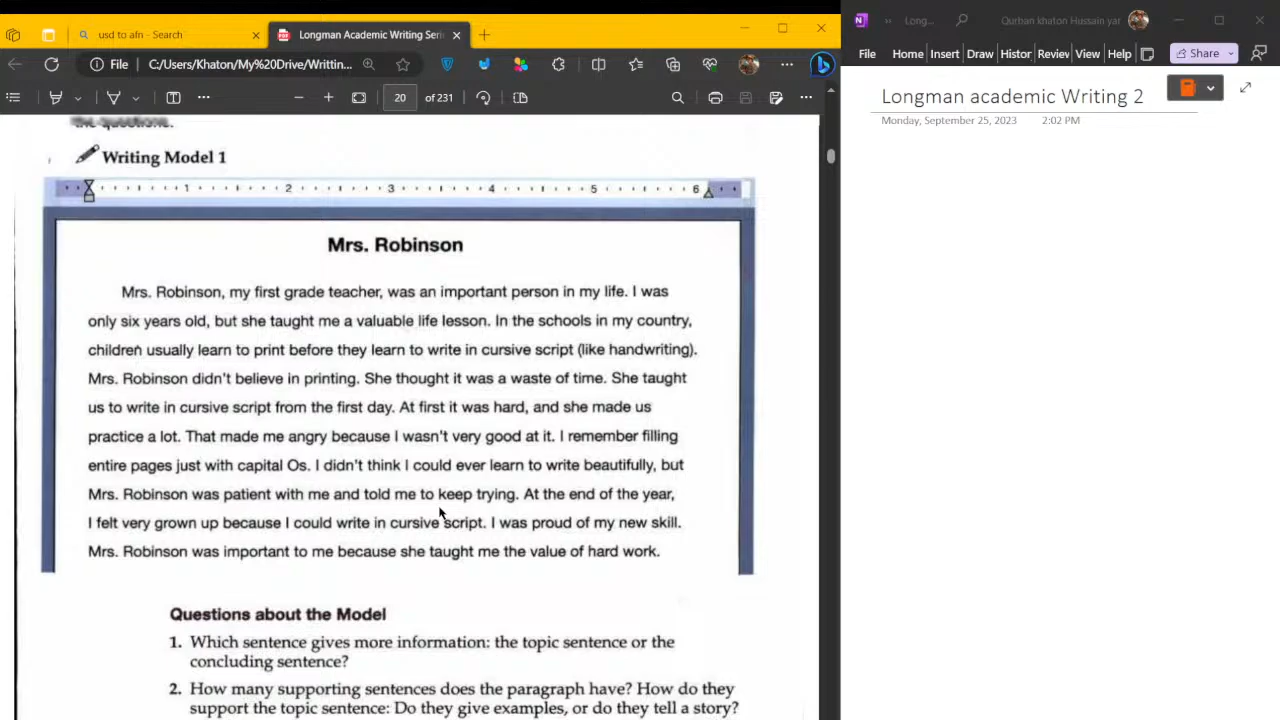 usd to afn - Search
Longman Academic Writing Seri
File
C:/Users/Khaton/My%20Drive/Writtin...
20 of 231
the questions.
Writing Model 1
1 2 3 4 5 6
Mrs. Robinson
Mrs. Robinson, my first grade teacher, was an important person in my life. I was
only six years old, but she taught me a valuable life lesson. In the schools in my country,
children usually learn to print before they learn to write in cursive script (like handwriting).
Mrs. Robinson didn't believe in printing. She thought it was a waste of time. She taught
us to write in cursive script from the first day. At first it was hard, and she made us
practice a lot. That made me angry because I wasn't very good at it. I remember filling
entire pages just with capital Os. I didn't think I could ever learn to write beautifully, but
Mrs. Robinson was patient with me and told me to keep trying. At the end of the year,
I felt very grown up because I could write in cursive script. I was proud of my new skill.
Mrs. Robinson was important to me because she taught me the value of hard work.
Questions about the Model
1. Which sentence gives more information: the topic sentence or the
concluding sentence?
2. How many supporting sentences does the paragraph have? How do they
support the topic sentence: Do they give examples, or do they tell a story?
Long...
Qurban khaton Hussain yar
File Home Insert Draw Histor Review View Help
Share
Longman academic Writing 2
Monday, September 25, 2023 2:02 PM